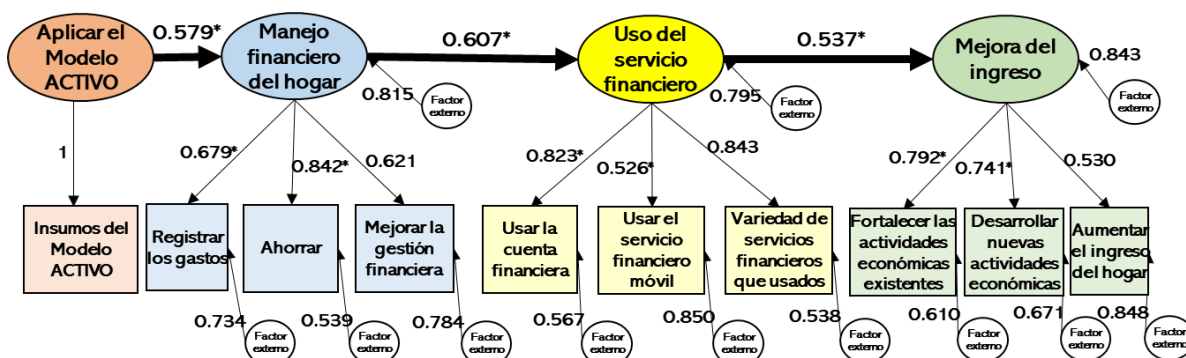 Aplicar el
Modelo
ACTIVO
0.579*
Manejo
financiero
del hogar
0.607*
Uso del
servicio
financiero
0.537*
Mejora del
ingreso
0.843
0.815
Factor
externo
0.795
Factor
externo
Factor
externo
1
0.679*
0.842*
0.621
0.823*
0.526*
0.843
0.792*
0.741*
0.530
Insumos del
Modelo
ACTIVO
Registrar
los gastos
Ahorrar
Mejorar la
gestión
financiera
Usar la
cuenta
financiera
Usar el
servicio
financiero
móvil
Variedad de
servicios
financieros
que usados
Fortalecer las
actividades
económicas
existentes
Desarrollar
nuevas
actividades
económicas
Aumentar
el ingreso
del hogar
0.734
Factor
externo
0.539
Factor
externo
0.784
Factor
externo
0.567
Factor
externo
0.850
Factor
externo
0.538
Factor
externo
0.610
Factor
externo
0.671
Factor
externo
0.848
Factor
externo